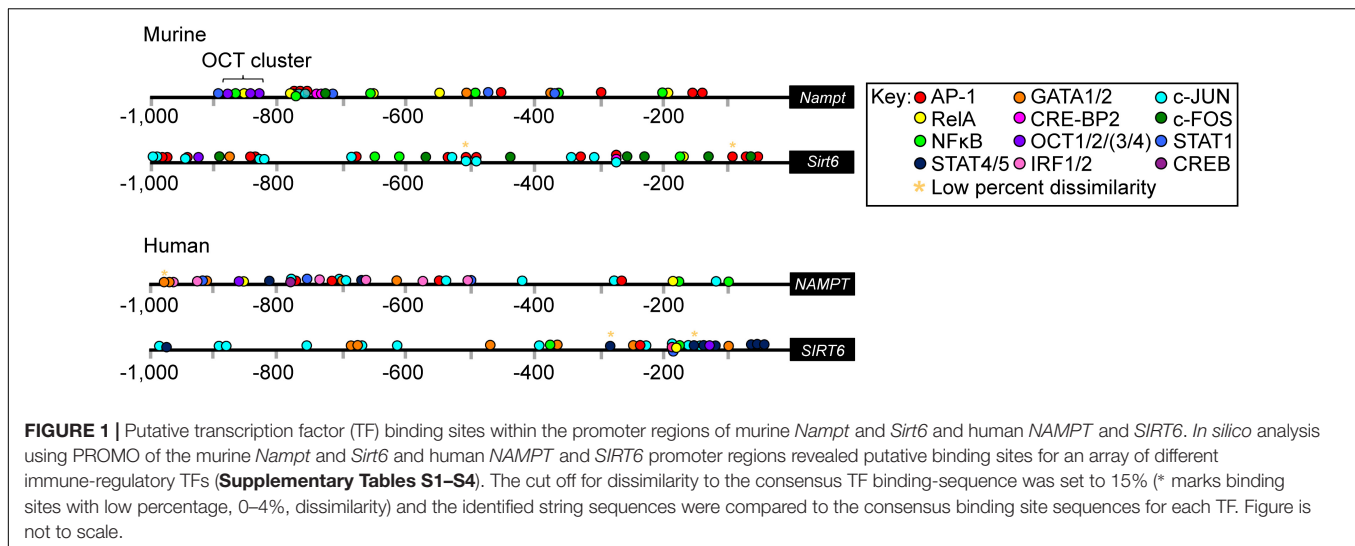 Murine
OCT cluster
Nampt
-1,000 -800 -600 -400 -200
Sirt6
* *
-1,000 -800 -600 -400 -200
Key: AP-1 GATA1/2 c-JUN
RelA CRE-BP2 c-FOS
NFκB OCT1/2/(3/4) STAT1
STAT4/5 IRF1/2 CREB
* Low percent dissimilarity
Human
*
NAMPT
-1,000 -800 -600 -400 -200
* *
SIRT6
-1,000 -800 -600 -400 -200
FIGURE 1 | Putative transcription factor (TF) binding sites within the promoter regions of murine Nampt and Sirt6 and human NAMPT and SIRT6. In silico analysis
using PROMO of the murine Nampt and Sirt6 and human NAMPT and SIRT6 promoter regions revealed putative binding sites for an array of different
immune-regulatory TFs (Supplementary Tables S1–S4). The cut off for dissimilarity to the consensus TF binding-sequence was set to 15% (* marks binding
sites with low percentage, 0–4%, dissimilarity) and the identified string sequences were compared to the consensus binding site sequences for each TF. Figure is
not to scale.